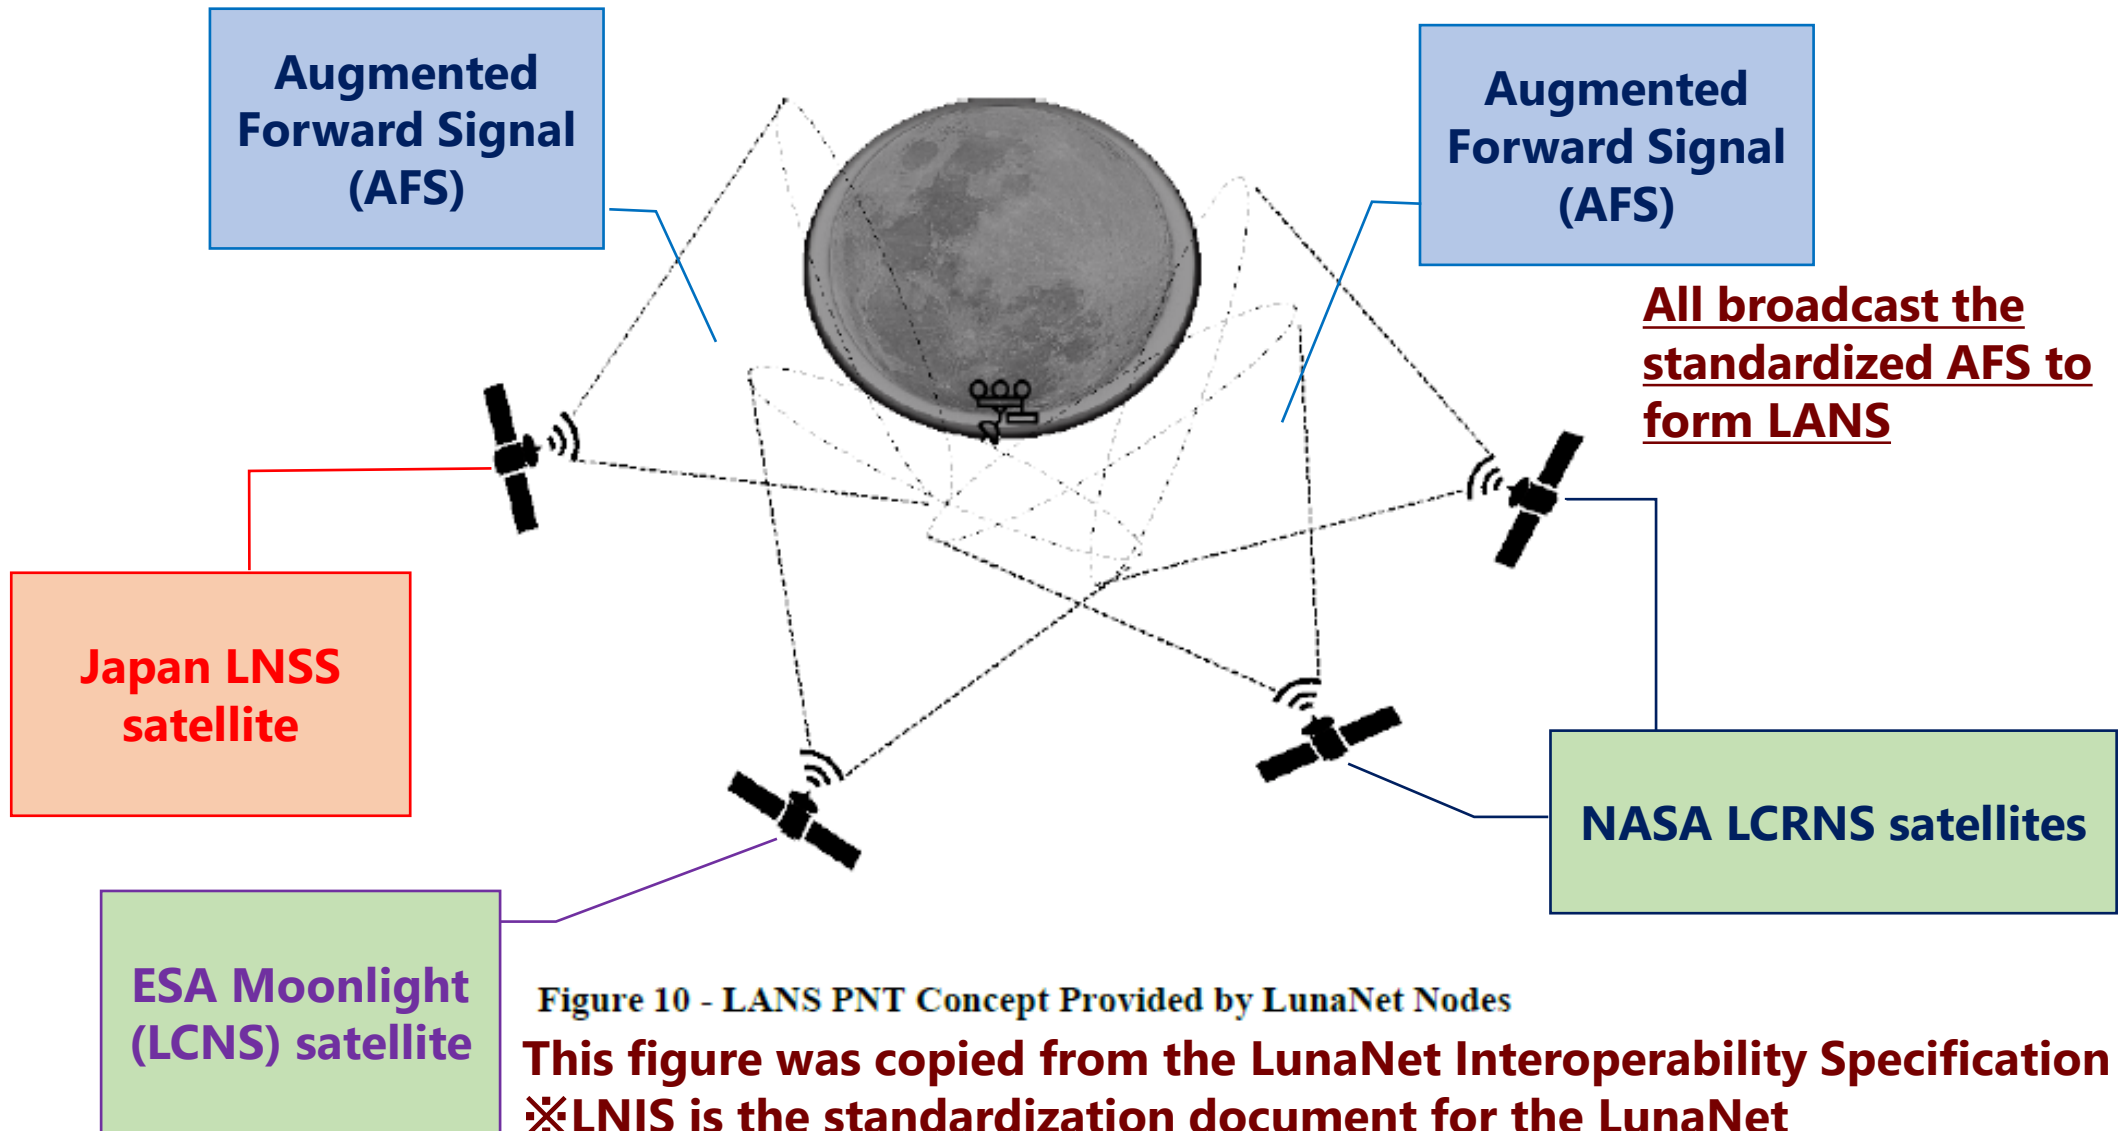 Augmented
Forward Signal
(AFS)
Augmented
Forward Signal
(AFS)
All broadcast the
standardized AFS to
form LANS
Japan LNSS
satellite
NASA LCRNS satellites
ESA Moonlight
(LCNS) satellite
Figure 10 - LANS PNT Concept Provided by LunaNet Nodes
This figure was copied from the LunaNet Interoperability Specification
※LNIS is the standardization document for the LunaNet